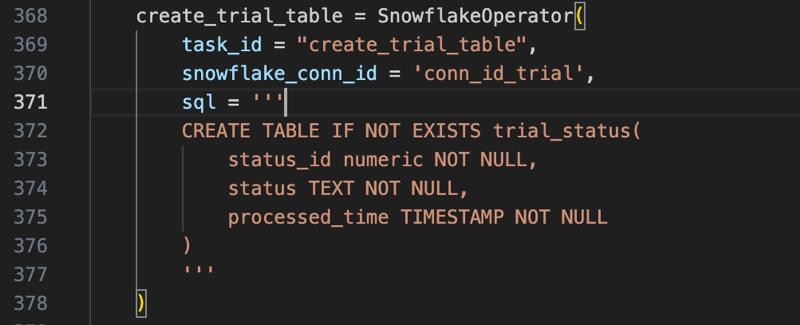 368 create_trial_table = SnowflakeOperator(
369     task_id = "create_trial_table",
370     snowflake_conn_id = 'conn_id_trial',
371     sql = '''
372     CREATE TABLE IF NOT EXISTS trial_status(
373         status_id numeric NOT NULL,
374         status TEXT NOT NULL,
375         processed_time TIMESTAMP NOT NULL
376     )
377     '''
378 )